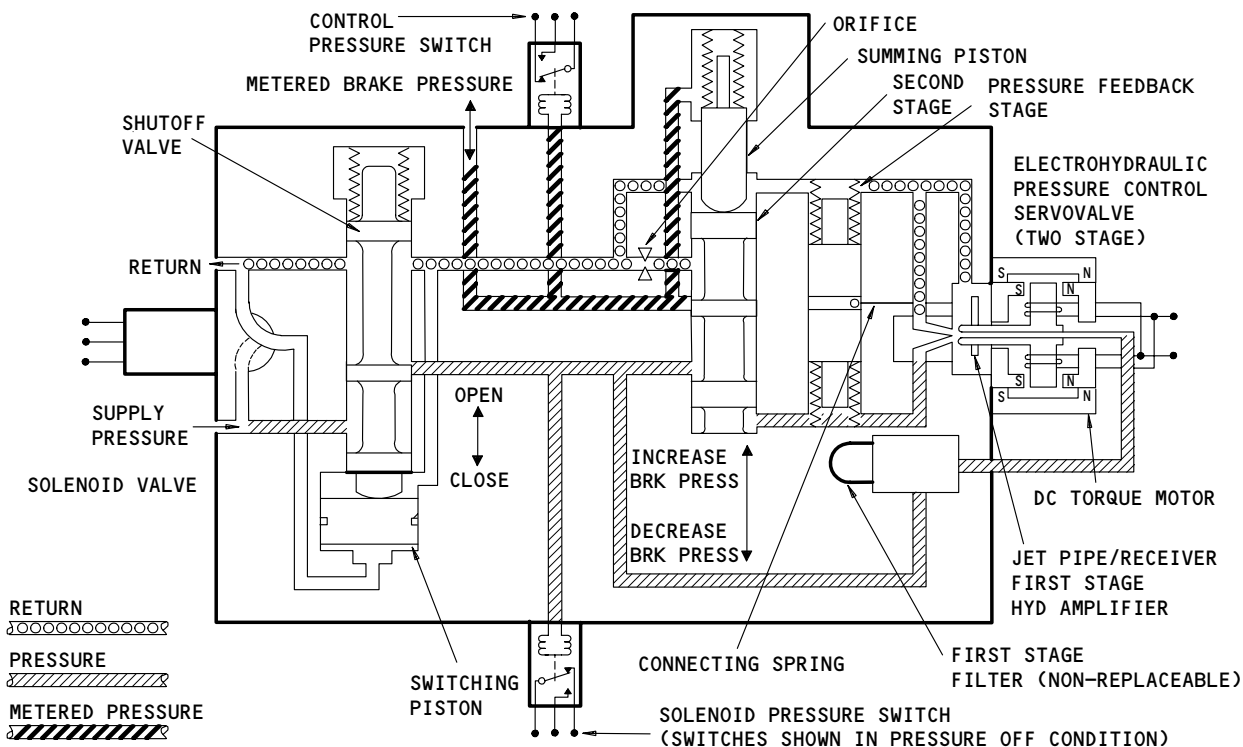 CONTROL
PRESSURE SWITCH
METERED BRAKE PRESSURE
ORIFICE
SUMMING PISTON
SECOND
STAGE
PRESSURE FEEDBACK
STAGE
SHUTOFF
VALVE
ELECTROHYDRAULIC
PRESSURE CONTROL
SERVOVALVE
(TWO STAGE)
RETURN
S
N
S
N
S
N
S
N
SUPPLY
PRESSURE
OPEN
CLOSE
SOLENOID VALVE
INCREASE
BRK PRESS
DECREASE
BRK PRESS
DC TORQUE MOTOR
JET PIPE/RECEIVER
FIRST STAGE
HYD AMPLIFIER
RETURN
PRESSURE
METERED PRESSURE
SWITCHING
PISTON
CONNECTING SPRING
FIRST STAGE
FILTER (NON-REPLACEABLE)
SOLENOID PRESSURE SWITCH
(SWITCHES SHOWN IN PRESSURE OFF CONDITION)